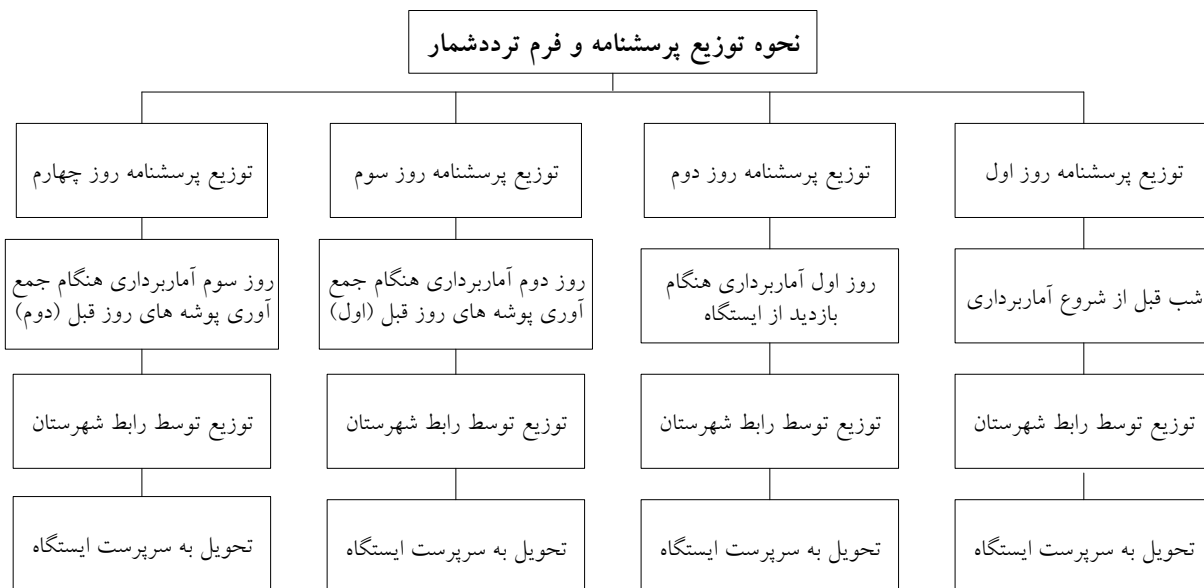 نحوه توزیع پرسشنامه و فرم ترددشمار
توزیع پرسشنامه روز اول
توزیع پرسشنامه روز دوم
توزیع پرسشنامه روز سوم
توزیع پرسشنامه روز چهارم
شب قبل از شروع آماربرداری
روز اول آماربرداری هنگام
بازدید از ایستگاه
روز دوم آماربرداری هنگام جمع
آوری پوشه های روز قبل (اول)
روز سوم آماربرداری هنگام جمع
آوری پوشه های روز قبل (دوم)
توزیع توسط رابط شهرستان
توزیع توسط رابط شهرستان
توزیع توسط رابط شهرستان
توزیع توسط رابط شهرستان
تحویل به سرپرست ایستگاه
تحویل به سرپرست ایستگاه
تحویل به سرپرست ایستگاه
تحویل به سرپرست ایستگاه